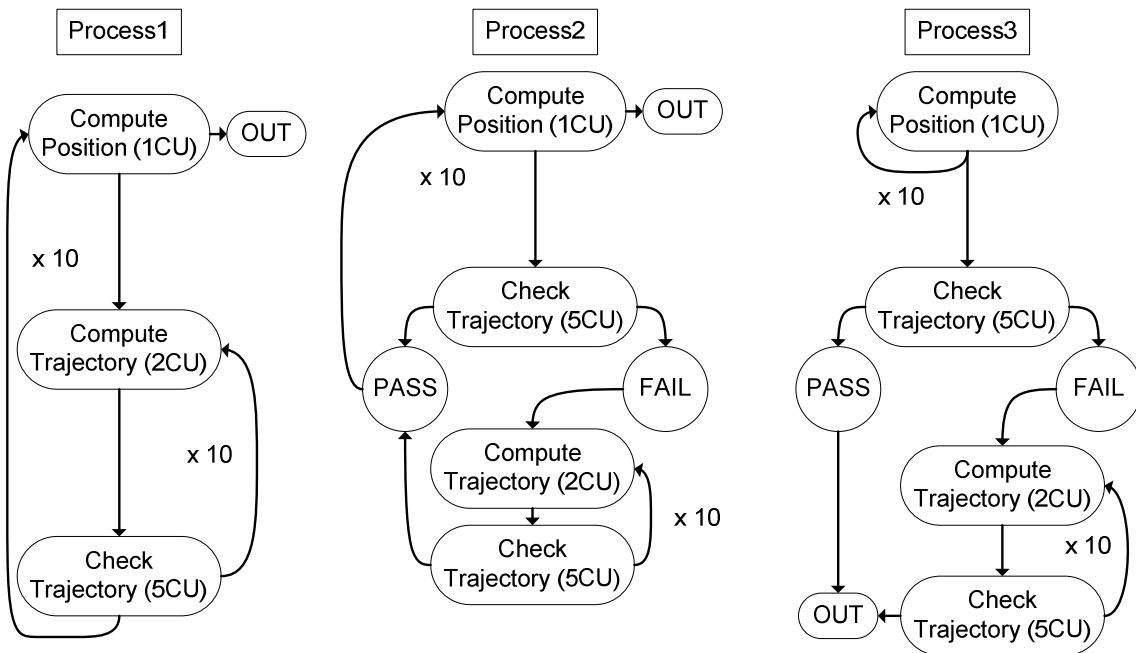 Process1
Compute
Position (1CU)
OUT
x 10
Compute
Trajectory (2CU)
x 10
Check
Trajectory (5CU)
Process2
Compute
Position (1CU)
OUT
x 10
Check
Trajectory (5CU)
PASS
FAIL
Compute
Trajectory (2CU)
x 10
Check
Trajectory (5CU)
Process3
Compute
Position (1CU)
x 10
Check
Trajectory (5CU)
PASS
FAIL
Compute
Trajectory (2CU)
x 10
OUT
Check
Trajectory (5CU)